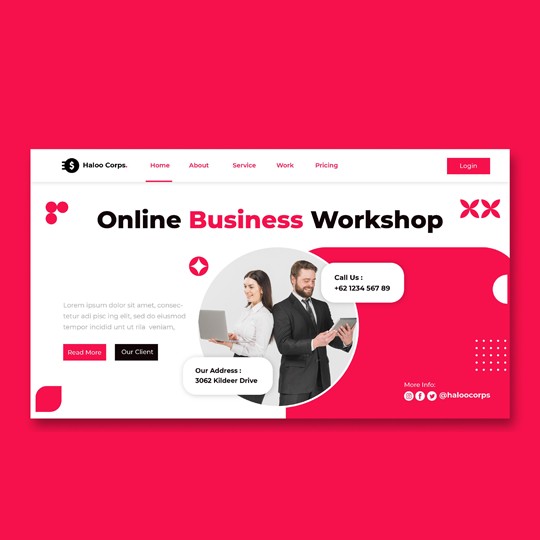 $ Haloo Corps.
Home About Service Work Pricing
Login
Online Business Workshop
Call Us :
+62 1234 567 89
Lorem ipsum dolor sit amet, consec-
tetur adi pisc ing elit, sed do eiusmod
tempor incidid unt ut rila veniam,
Read More
Our Client
Our Address :
3062 Kildeer Drive
More Info:
@haloocorps